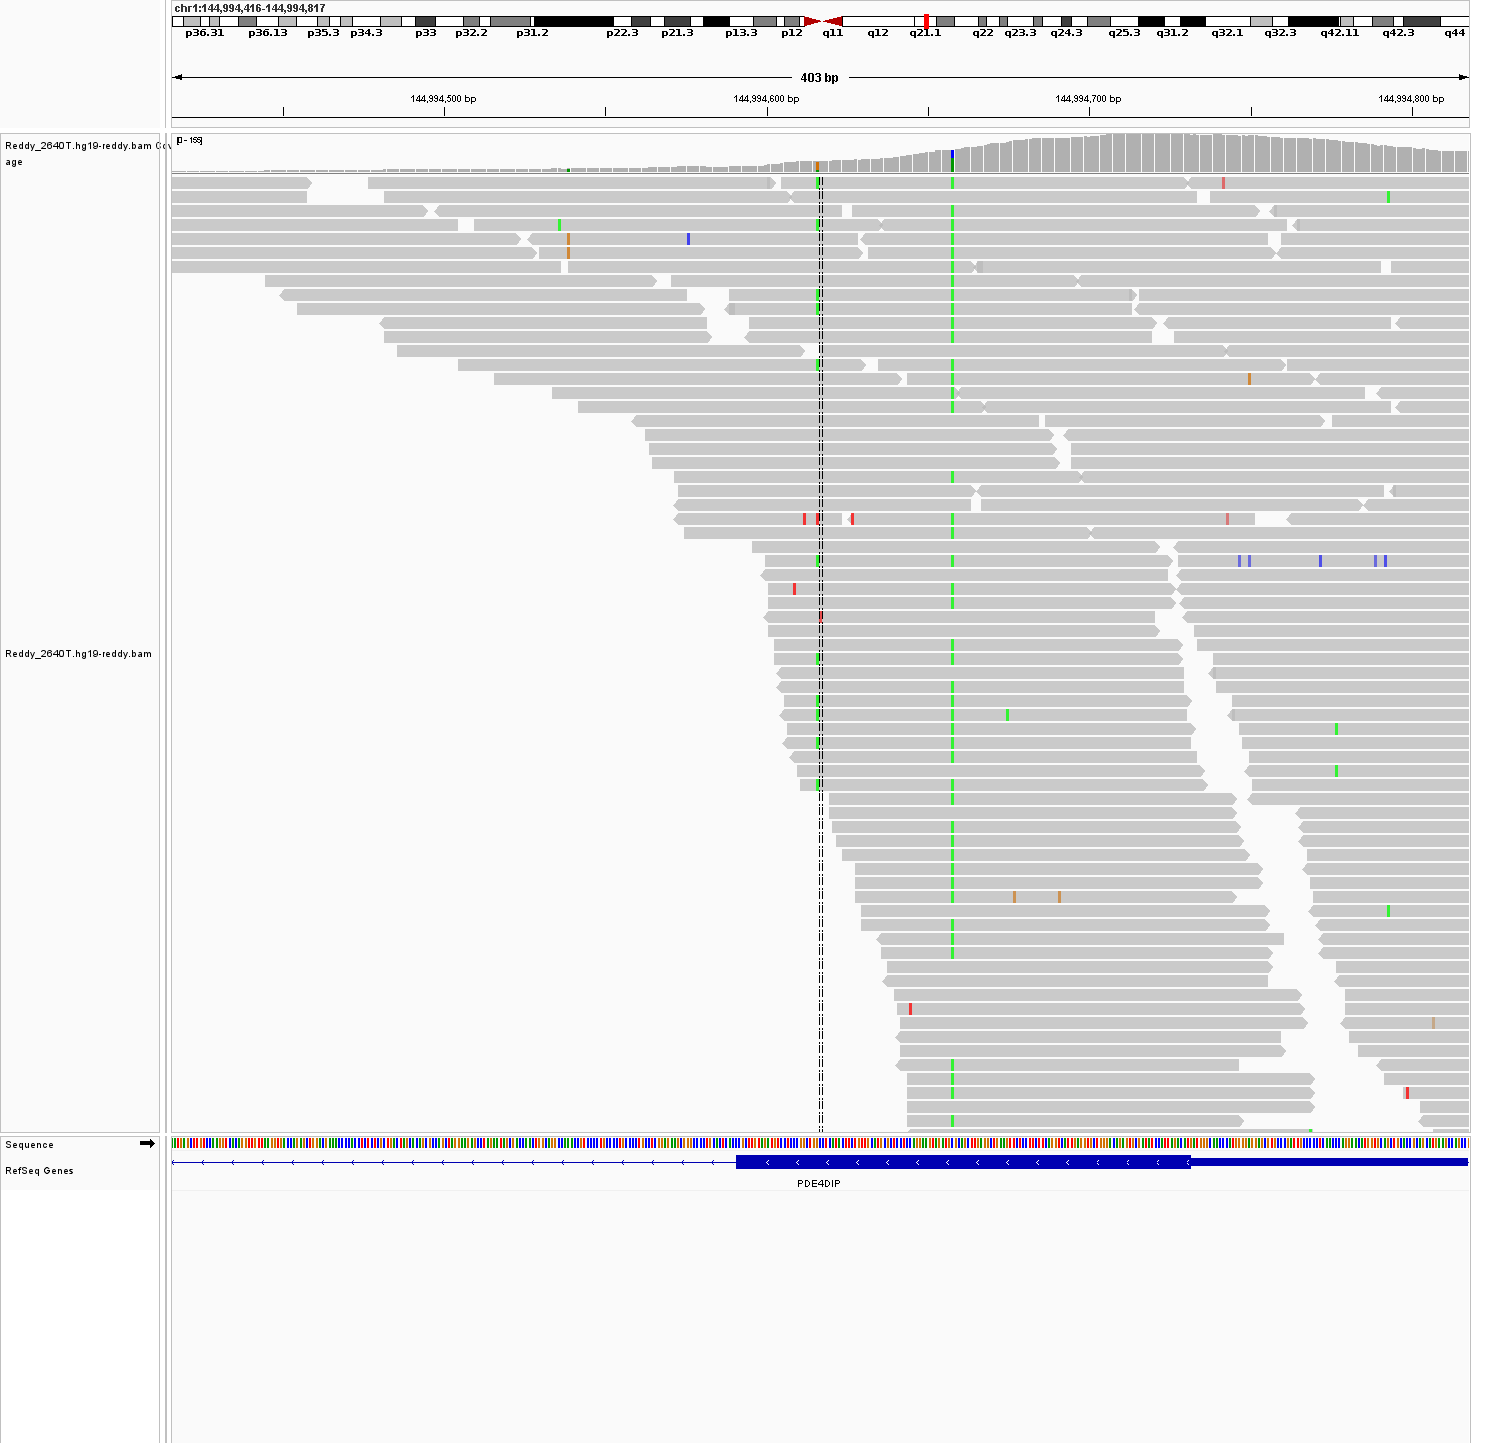 chr1:144,994,416-144,994,817
p36.31 p36.13 p35.3 p34.3 p33 p32.2 p31.2 p22.3 p21.3 p13.3 p12 q11 q12 q21.1 q22 q23.3 q24.3 q25.3 q31.2 q32.1 q32.3 q42.11 q42.3 q44
403 bp
144,994,500 bp 144,994,600 bp 144,994,700 bp 144,994,800 bp
Reddy_2640T.hg19-reddy.bam Cov
age
[0 - 155]
Reddy_2640T.hg19-reddy.bam
Sequence
RefSeq Genes
PDE4DIP